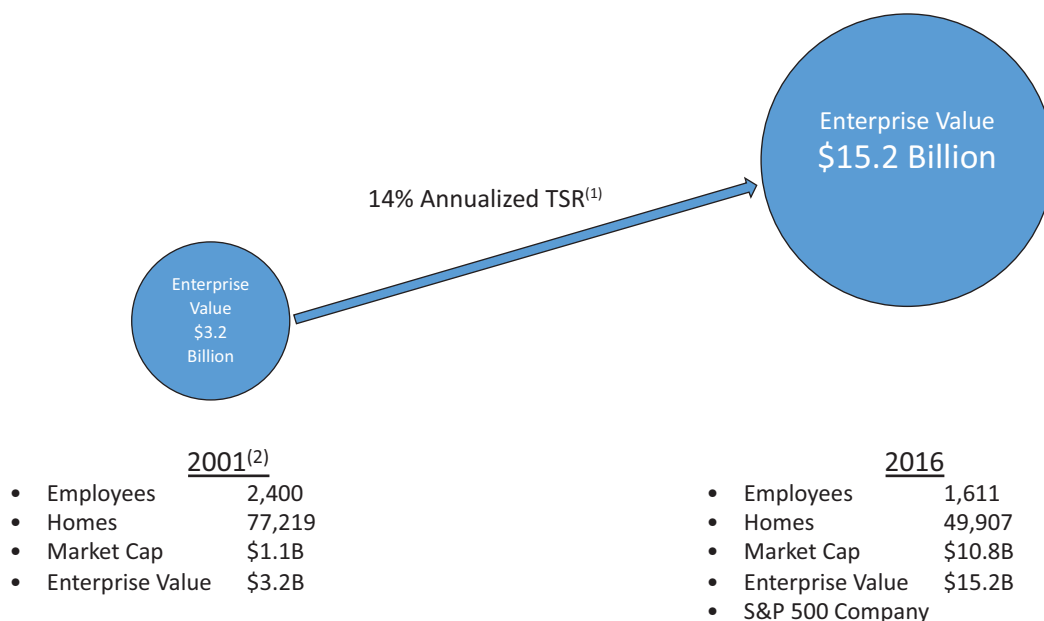 Enterprise Value
$15.2 Billion
14% Annualized TSR(1)
Enterprise
Value
$3.2
Billion
2001(2)
• Employees 2,400
• Homes 77,219
• Market Cap $1.1B
• Enterprise Value $3.2B
2016
• Employees 1,611
• Homes 49,907
• Market Cap $10.8B
• Enterprise Value $15.2B
• S&P 500 Company